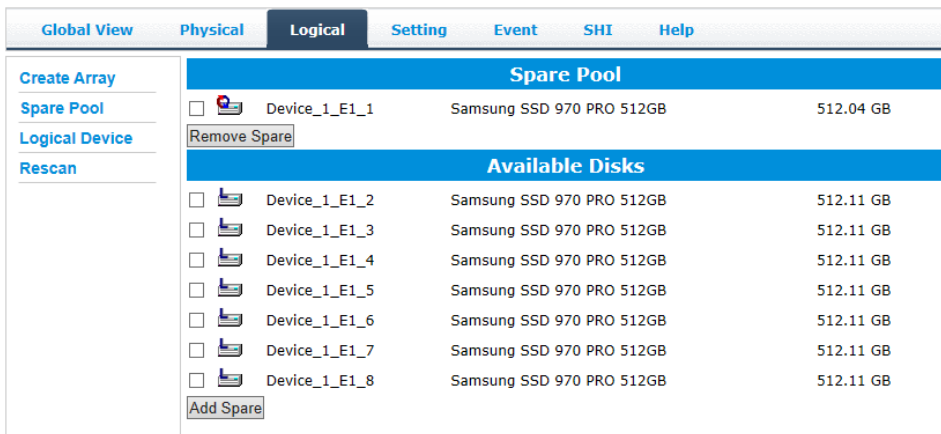 Global View Physical Logical Setting Event SHI Help
Create Array
Spare Pool
Logical Device
Rescan
Spare Pool
Device_1_E1_1 Samsung SSD 970 PRO 512GB 512.04 GB
Remove Spare
Available Disks
Device_1_E1_2 Samsung SSD 970 PRO 512GB 512.11 GB
Device_1_E1_3 Samsung SSD 970 PRO 512GB 512.11 GB
Device_1_E1_4 Samsung SSD 970 PRO 512GB 512.11 GB
Device_1_E1_5 Samsung SSD 970 PRO 512GB 512.11 GB
Device_1_E1_6 Samsung SSD 970 PRO 512GB 512.11 GB
Device_1_E1_7 Samsung SSD 970 PRO 512GB 512.11 GB
Device_1_E1_8 Samsung SSD 970 PRO 512GB 512.11 GB
Add Spare